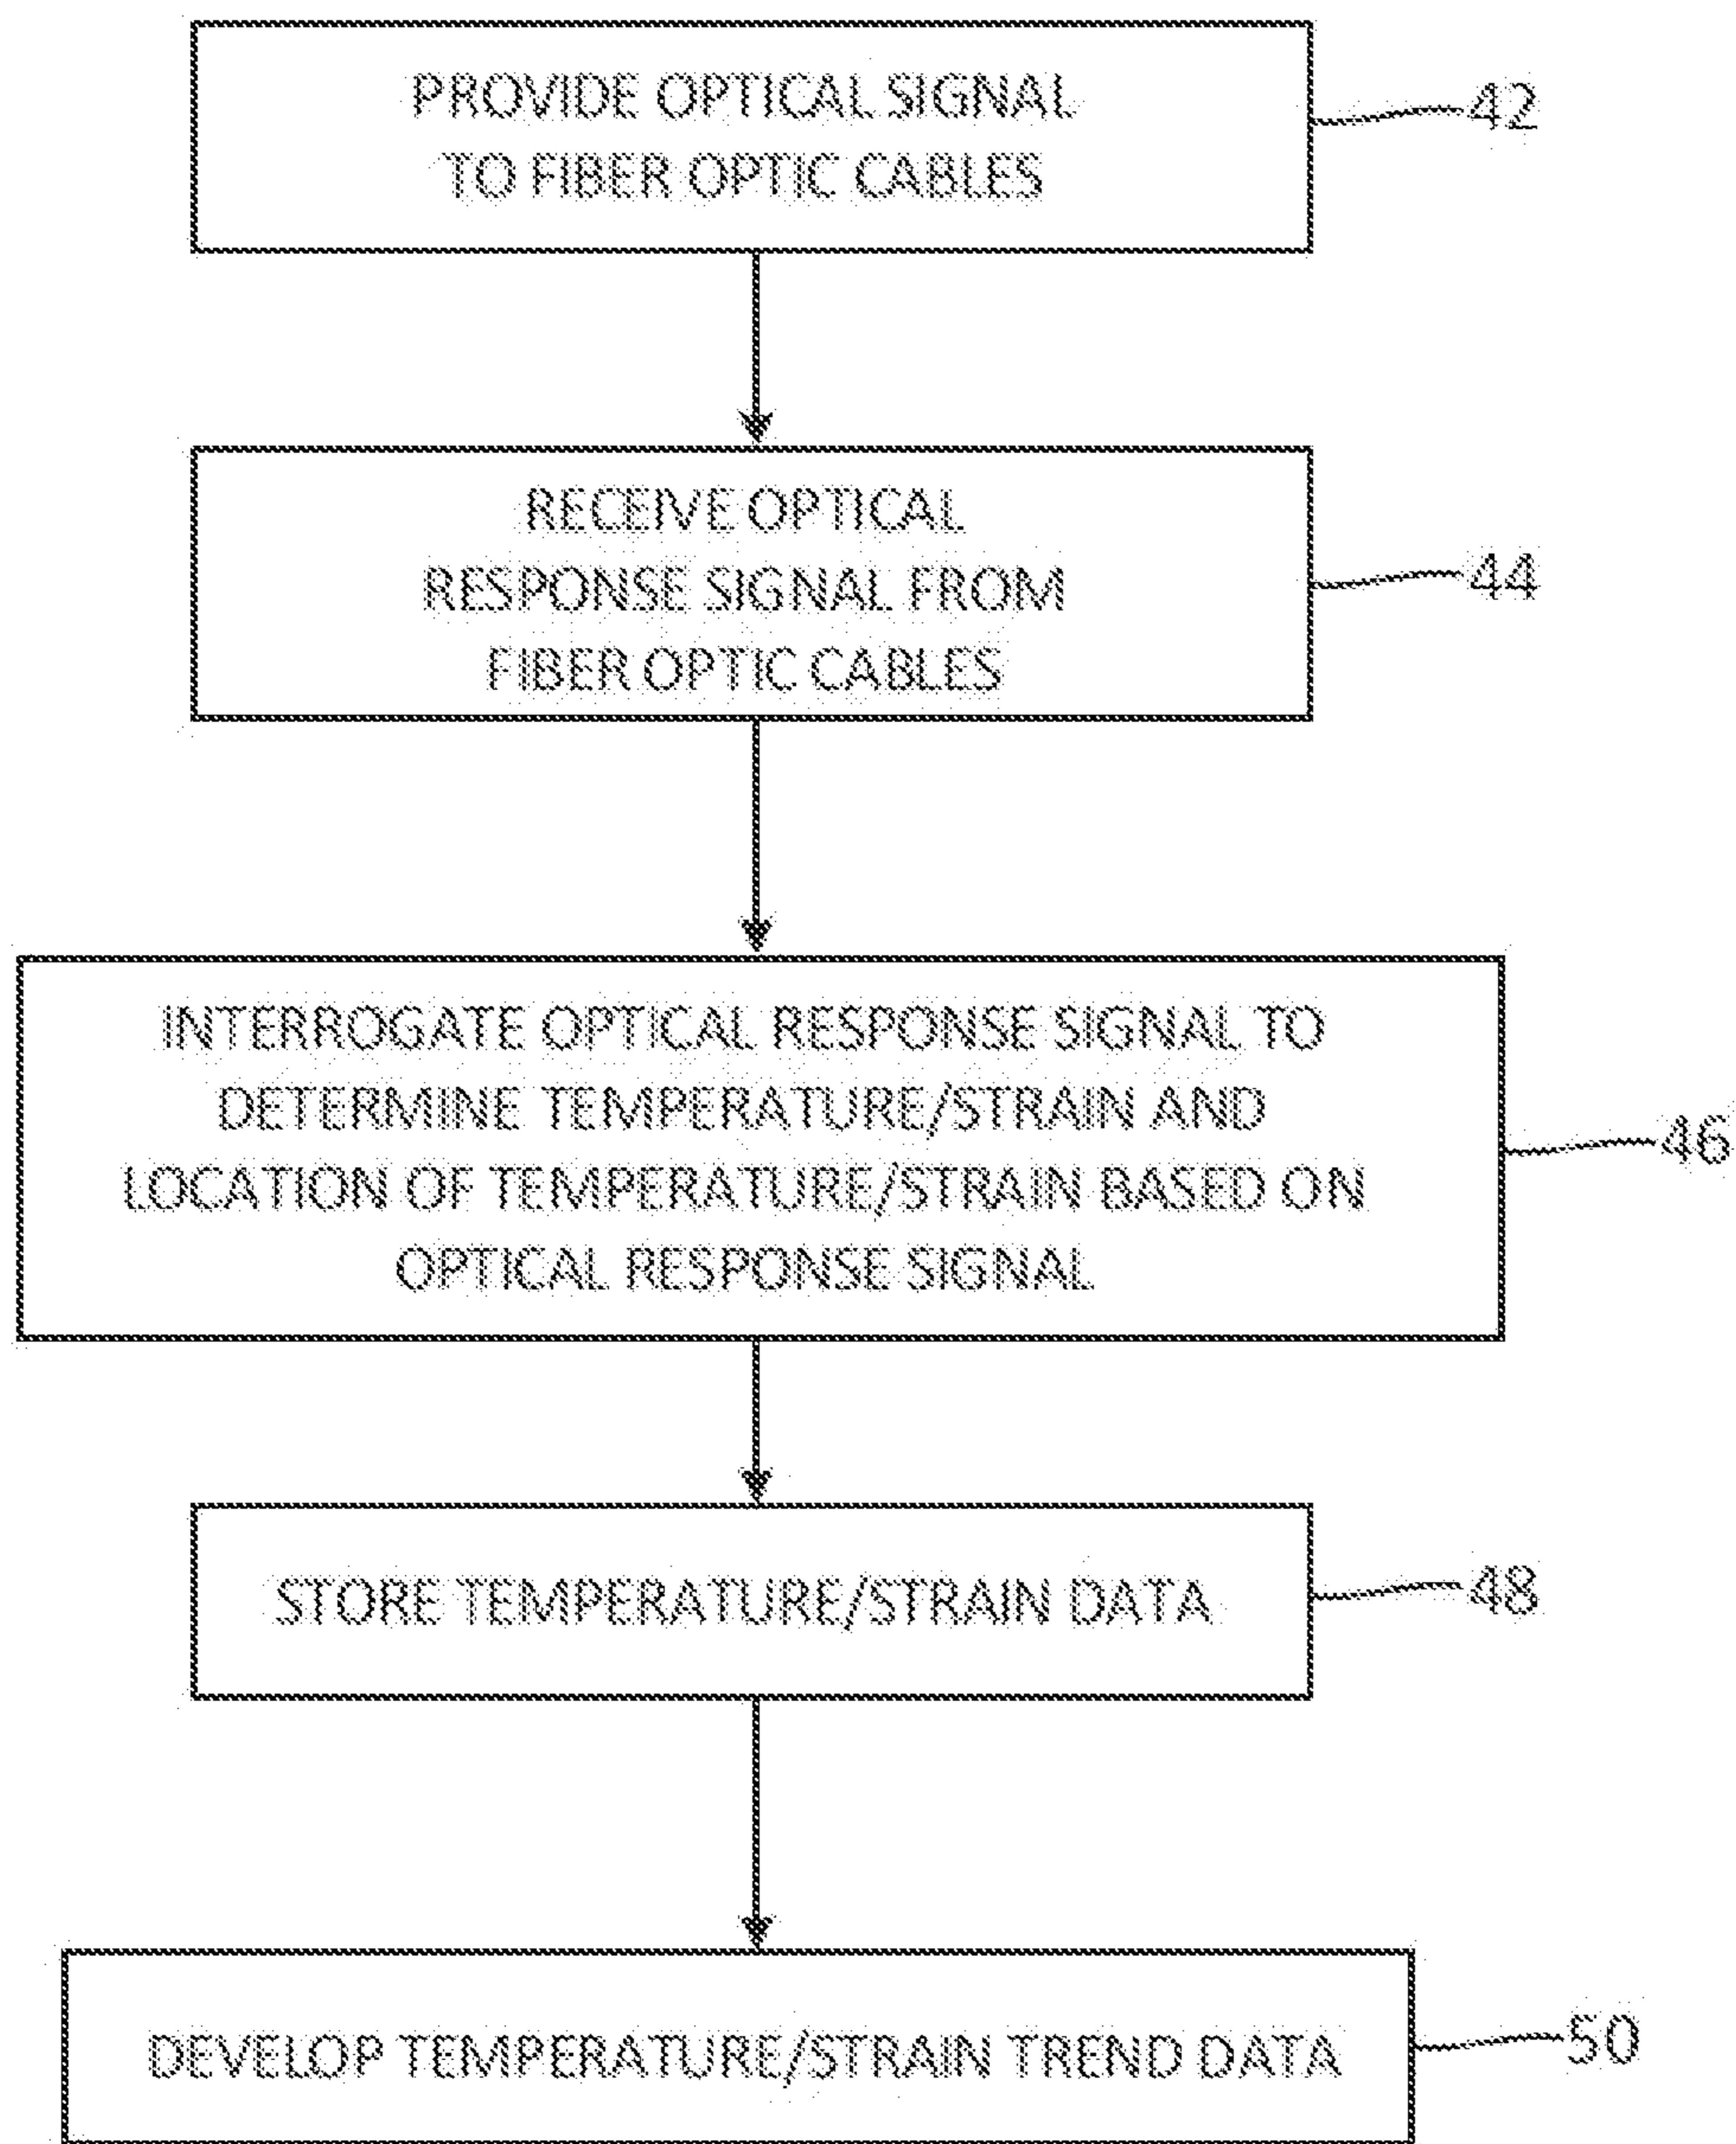 PROVIDE OPTICAL SIGNAL
TO FIBER OPTIC CABLES
42
RECEIVE OPTICAL
RESPONSE SIGNAL FROM
FIBER OPTIC CABLES
44
INTERROGATE OPTICAL RESPONSE SIGNAL TO
DETERMINE TEMPERATURE/STRAIN AND
LOCATION OF TEMPERATURE/STRAIN BASED ON
OPTICAL RESPONSE SIGNAL
46
STORE TEMPERATURE/STRAIN DATA
48
DEVELOP TEMPERATURE/STRAIN TREND DATA
50